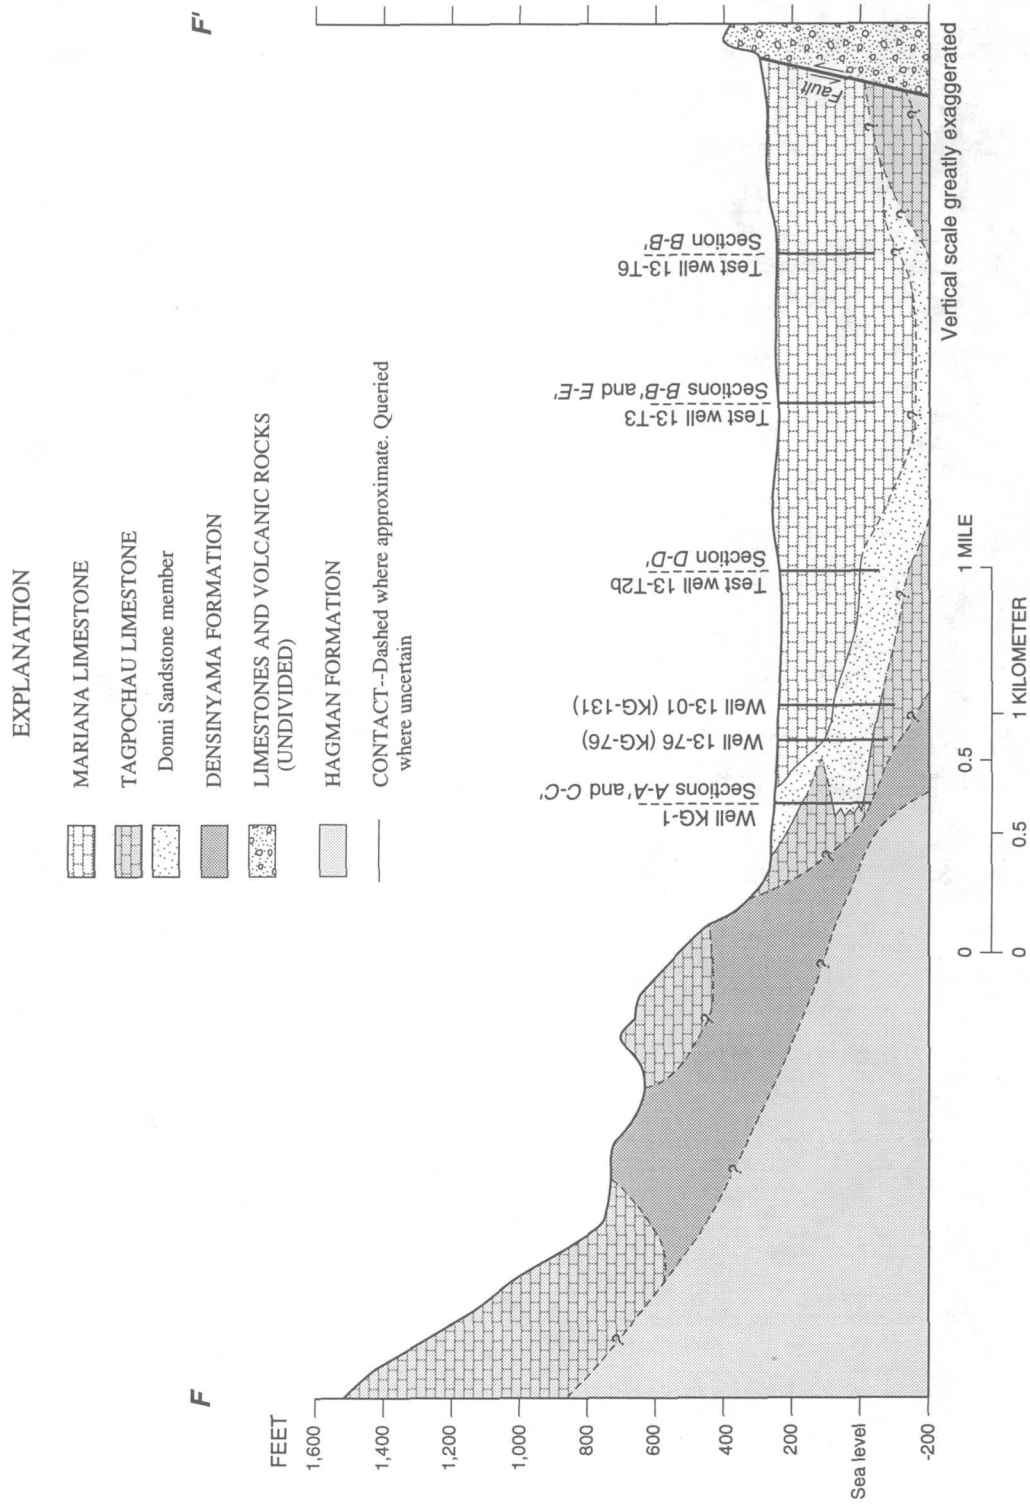 EXPLANATION
MARIANA LIMESTONE
TAGPOCHAU LIMESTONE
Donni Sandstone member
DENSINYAMA FORMATION
LIMESTONES AND VOLCANIC ROCKS
(UNDIVIDED)
HAGMAN FORMATION
CONTACT--Dashed where approximate. Queried
where uncertain
F
F'
FEET
1,600
1,400
1,200
1,000
800
600
400
200
Sea level
-200
Well KG-1
Sections A-A' and C-C'
Well 13-76 (KG-76)
Well 13-01 (KG-131)
Test well 13-T2b
Section D-D'
Test well 13-T3
Sections B-B' and E-E'
Test well 13-T6
Section B-B'
Fault
?
?
?
?
?
?
?
?
?
?
?
?
Vertical scale greatly exaggerated
0
0.5
1 MILE
0
0.5
1 KILOMETER